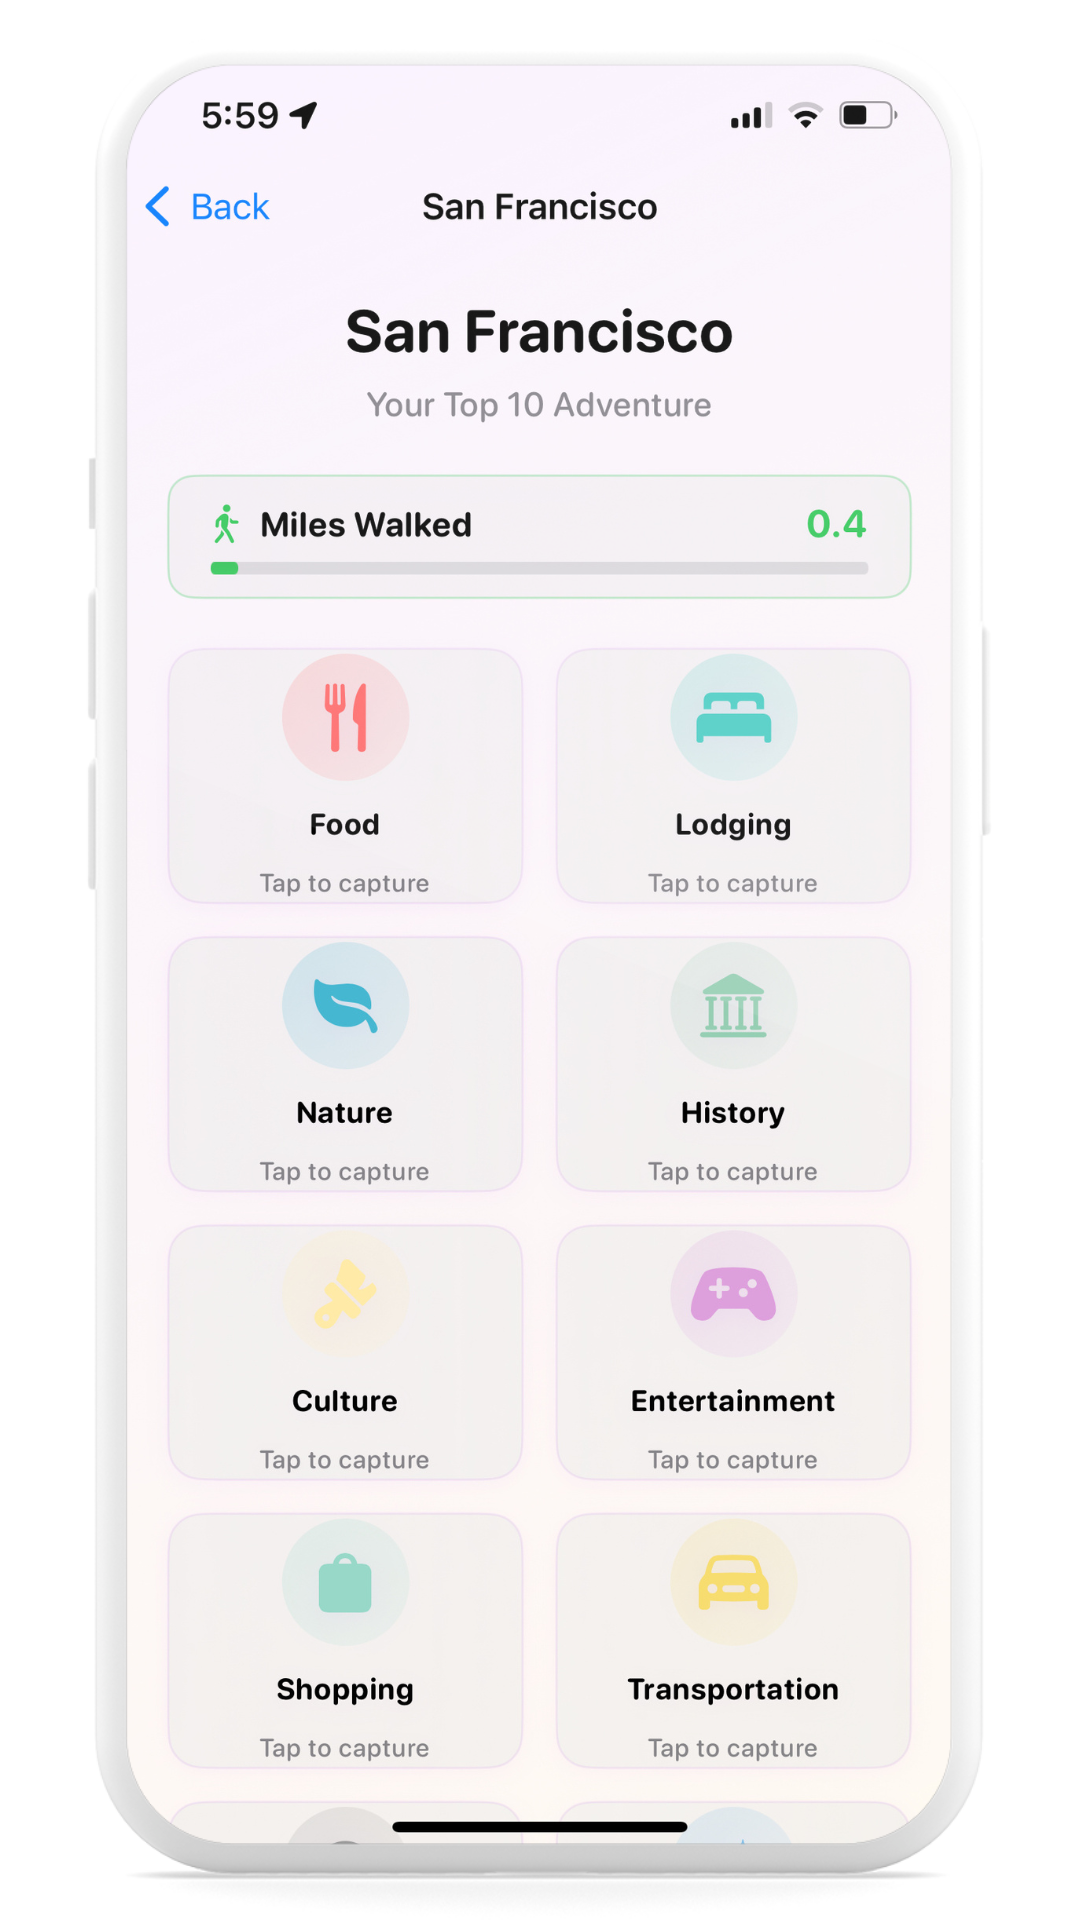 5:59
Back
San Francisco
San Francisco
Your Top 10 Adventure
Miles Walked
0.4
Food
Lodging
Tap to capture
Tap to capture
Nature
History
Tap to capture
Tap to capture
Culture
Entertainment
Tap to capture
Tap to capture
Shopping
Transportation
Tap to capture
Tap to capture